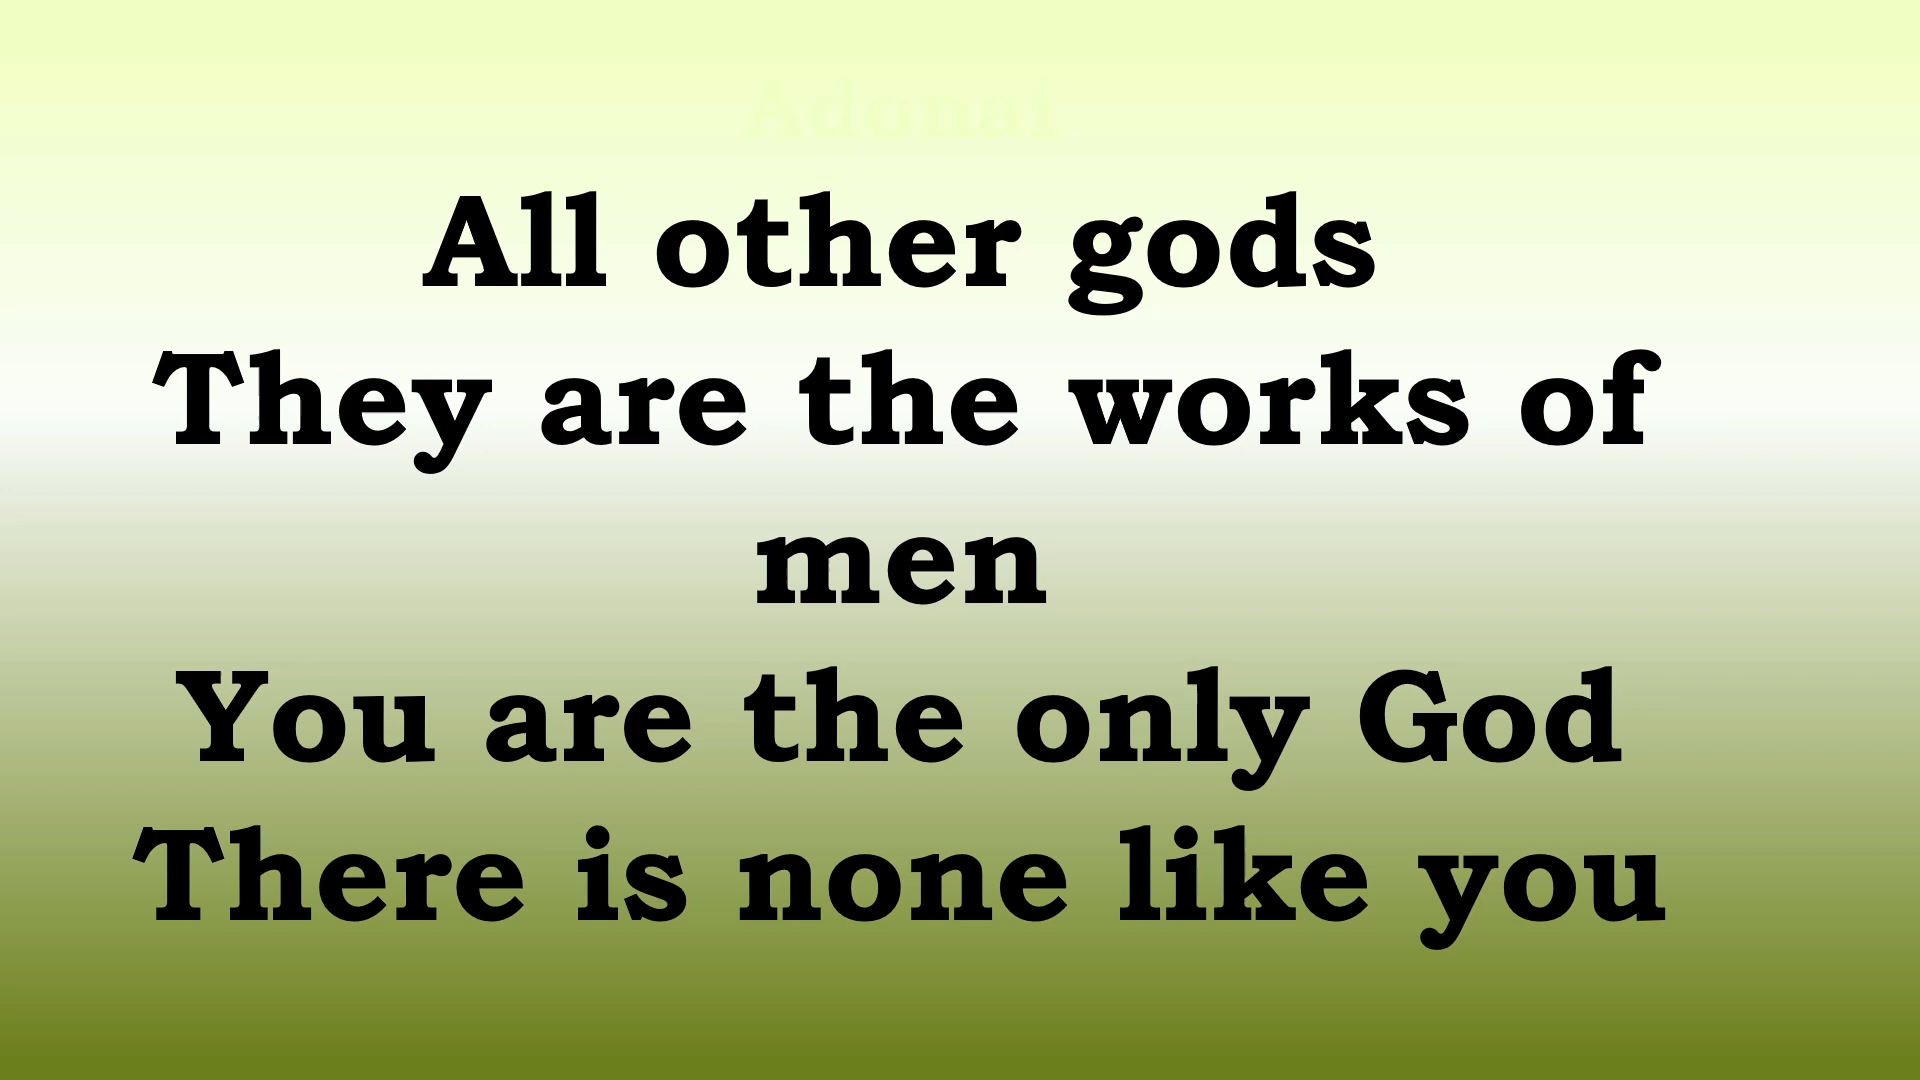 Adonai
All other gods
They are the works of
men
You are the only God
There is none like you